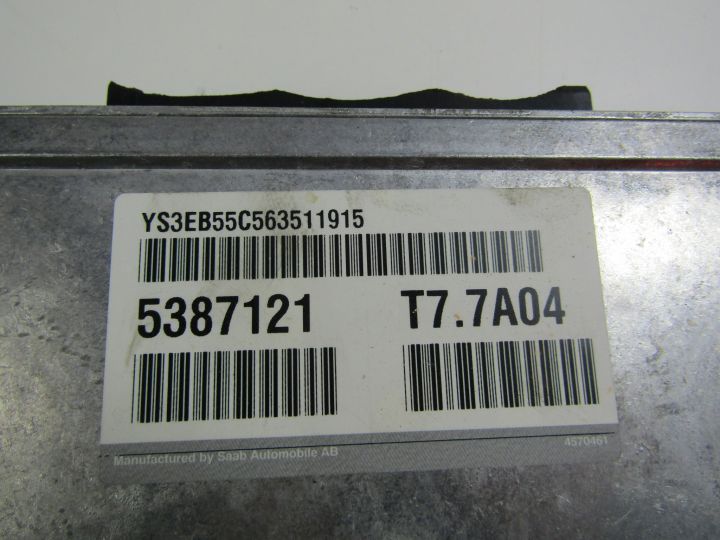 YS3EB55C563511915
5387121 T7.7A04
Manufactured by Saab Automobile AB 4570461